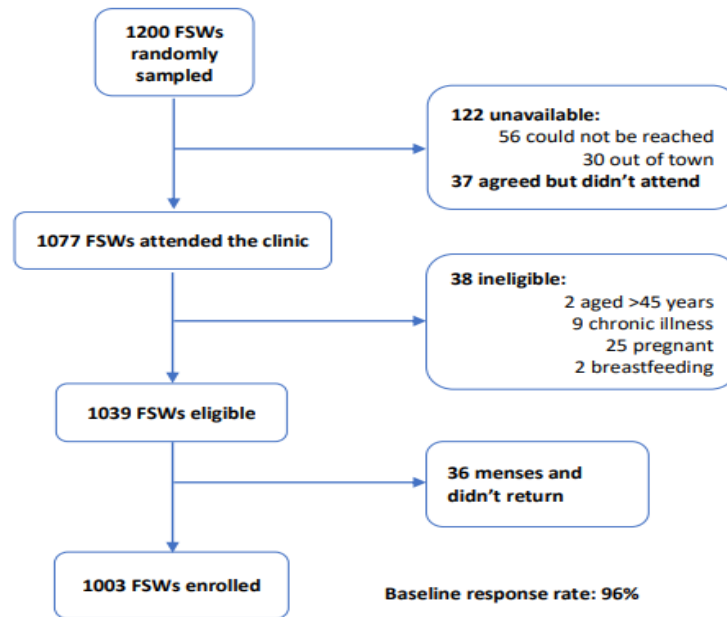 1200 FSWs
randomly
sampled
122 unavailable:
56 could not be reached
30 out of town
37 agreed but didn’t attend
1077 FSWs attended the clinic
38 ineligible:
2 aged >45 years
9 chronic illness
25 pregnant
2 breastfeeding
1039 FSWs eligible
36 menses and
didn’t return
1003 FSWs enrolled
Baseline response rate: 96%